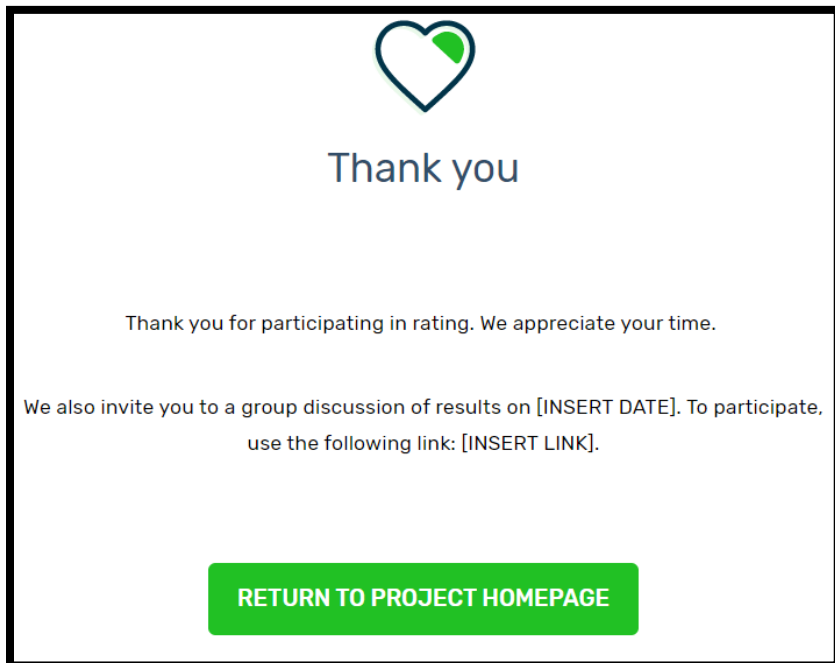 Thank you
Thank you for participating in rating. We appreciate your time.
We also invite you to a group discussion of results on [INSERT DATE]. To participate,
use the following link: [INSERT LINK].
RETURN TO PROJECT HOMEPAGE